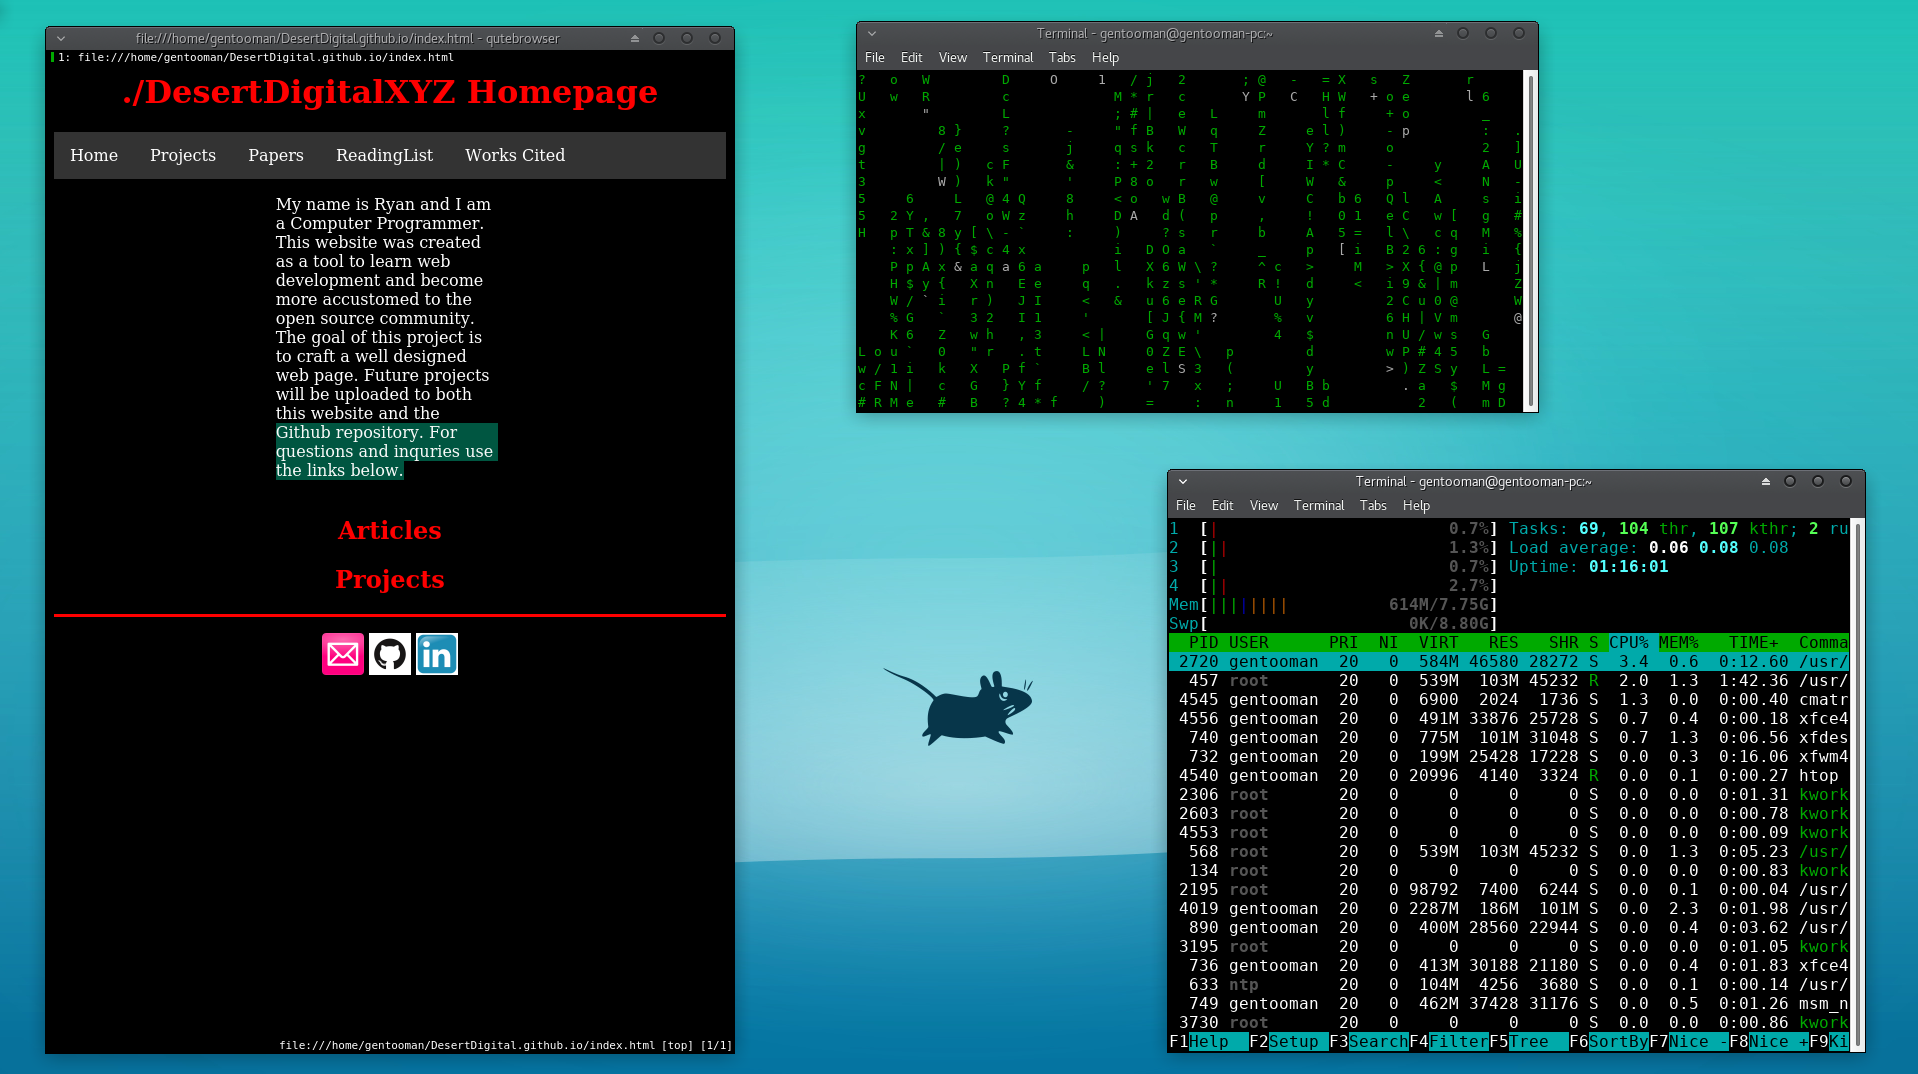 file:///home/gentooman/DesertDigital.github.io/index.html - qutebrowser
1: file:///home/gentooman/DesertDigital.github.io/index.html
./DesertDigitalXYZ Homepage
Home Projects Papers ReadingList Works Cited
My name is Ryan and I am
a Computer Programmer.
This website was created
as a tool to learn web
development and become
more accustomed to the
open source community.
The goal of this project is
to craft a well designed
web page. Future projects
will be uploaded to both
this website and the
Github repository. For
questions and inquries use
the links below.
Articles
Projects
in
file:///home/gentooman/DesertDigital.github.io/index.html [top] [1/1]
Terminal - gentooman@gentooman-pc:~
File Edit View Terminal Tabs Help
Terminal - gentooman@gentooman-pc:~
File Edit View Terminal Tabs Help
1 [| 0.7%] Tasks: 69, 104 thr, 107 kthr; 2 ru
2 [|| 1.3%] Load average: 0.06 0.08 0.08
3 [| 0.7%] Uptime: 01:16:01
4 [|| 2.7%]
Mem[|||||||| 614M/7.75G]
Swp[ 0K/8.80G]
PID USER PRI NI VIRT RES SHR S CPU% MEM% TIME+ Comma
2720 gentooman 20 0 584M 46580 28272 S 3.4 0.6 0:12.60 /usr/
457 root 20 0 539M 103M 45232 R 2.0 1.3 1:42.36 /usr/
4545 gentooman 20 0 6900 2024 1736 S 1.3 0.0 0:00.40 cmatr
4556 gentooman 20 0 491M 33876 25728 S 0.7 0.4 0:00.18 xfce4
740 gentooman 20 0 775M 101M 31048 S 0.7 1.3 0:06.56 xfdes
732 gentooman 20 0 199M 25428 17228 S 0.0 0.3 0:16.06 xfwm4
4540 gentooman 20 0 20996 4140 3324 R 0.0 0.1 0:00.27 htop
2306 root 20 0 0 0 0 S 0.0 0.0 0:01.31 kwork
2603 root 20 0 0 0 0 S 0.0 0.0 0:00.78 kwork
4553 root 20 0 0 0 0 S 0.0 0.0 0:00.09 kwork
568 root 20 0 539M 103M 45232 S 0.0 1.3 0:05.23 /usr/
134 root 20 0 0 0 0 S 0.0 0.0 0:00.83 kwork
2195 root 20 0 98792 7400 6244 S 0.0 0.1 0:00.04 /usr/
4019 gentooman 20 0 2287M 186M 101M S 0.0 2.3 0:01.98 /usr/
890 gentooman 20 0 400M 28560 22944 S 0.0 0.4 0:03.62 /usr/
3195 root 20 0 0 0 0 S 0.0 0.0 0:01.05 kwork
736 gentooman 20 0 413M 30188 21180 S 0.0 0.4 0:01.83 xfce4
633 ntp 20 0 104M 4256 3680 S 0.0 0.1 0:00.14 /usr/
749 gentooman 20 0 462M 37428 31176 S 0.0 0.5 0:01.26 msm_n
3730 root 20 0 0 0 0 S 0.0 0.0 0:00.86 kwork
F1Help F2Setup F3SearchF4FilterF5Tree F6SortByF7Nice -F8Nice +F9Ki